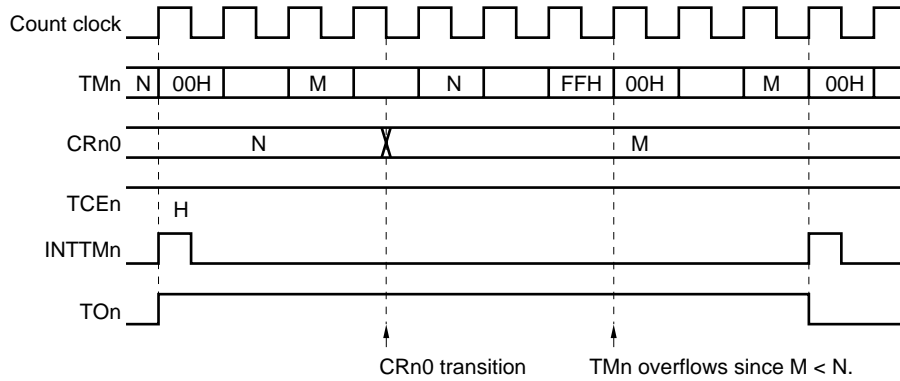 Count clock
TMn N 00H M N FFH 00H M 00H
CRn0 N M
TCEn
H
INTTMn
TOn
CRn0 transition TMn overflows since M < N.